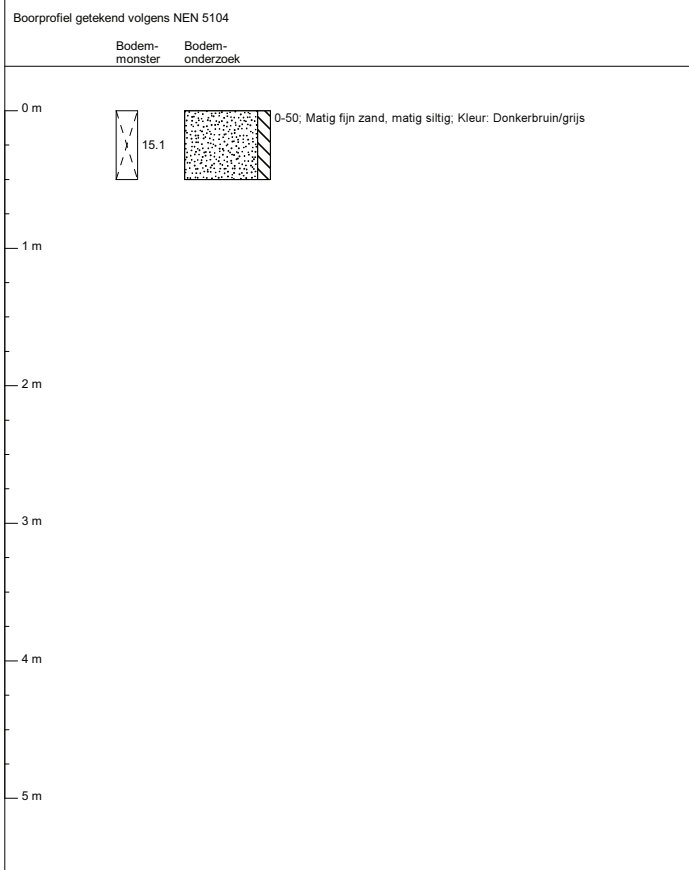 Boorprofiel getekend volgens NEN 5104
Bodem-
monster
Bodem-
onderzoek
0 m
15.1
0-50; Matig fijn zand, matig siltig; Kleur: Donkerbruin/grijs
1 m
2 m
3 m
4 m
5 m